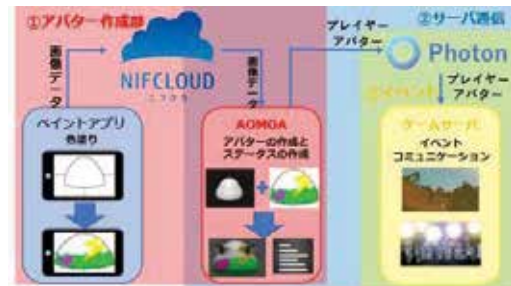 ①アバター作成部
②サーバ通信
プレイヤー
アバター
Photon
画像データ
NIFCLOUD
ニフクラ
画像データ
プレイヤー
アバター
③イベント
ペイントアプリ
色塗り
AOMOA
アバターの作成と
ステータスの作成
ゲームサーバ
イベント
コミュニケーション